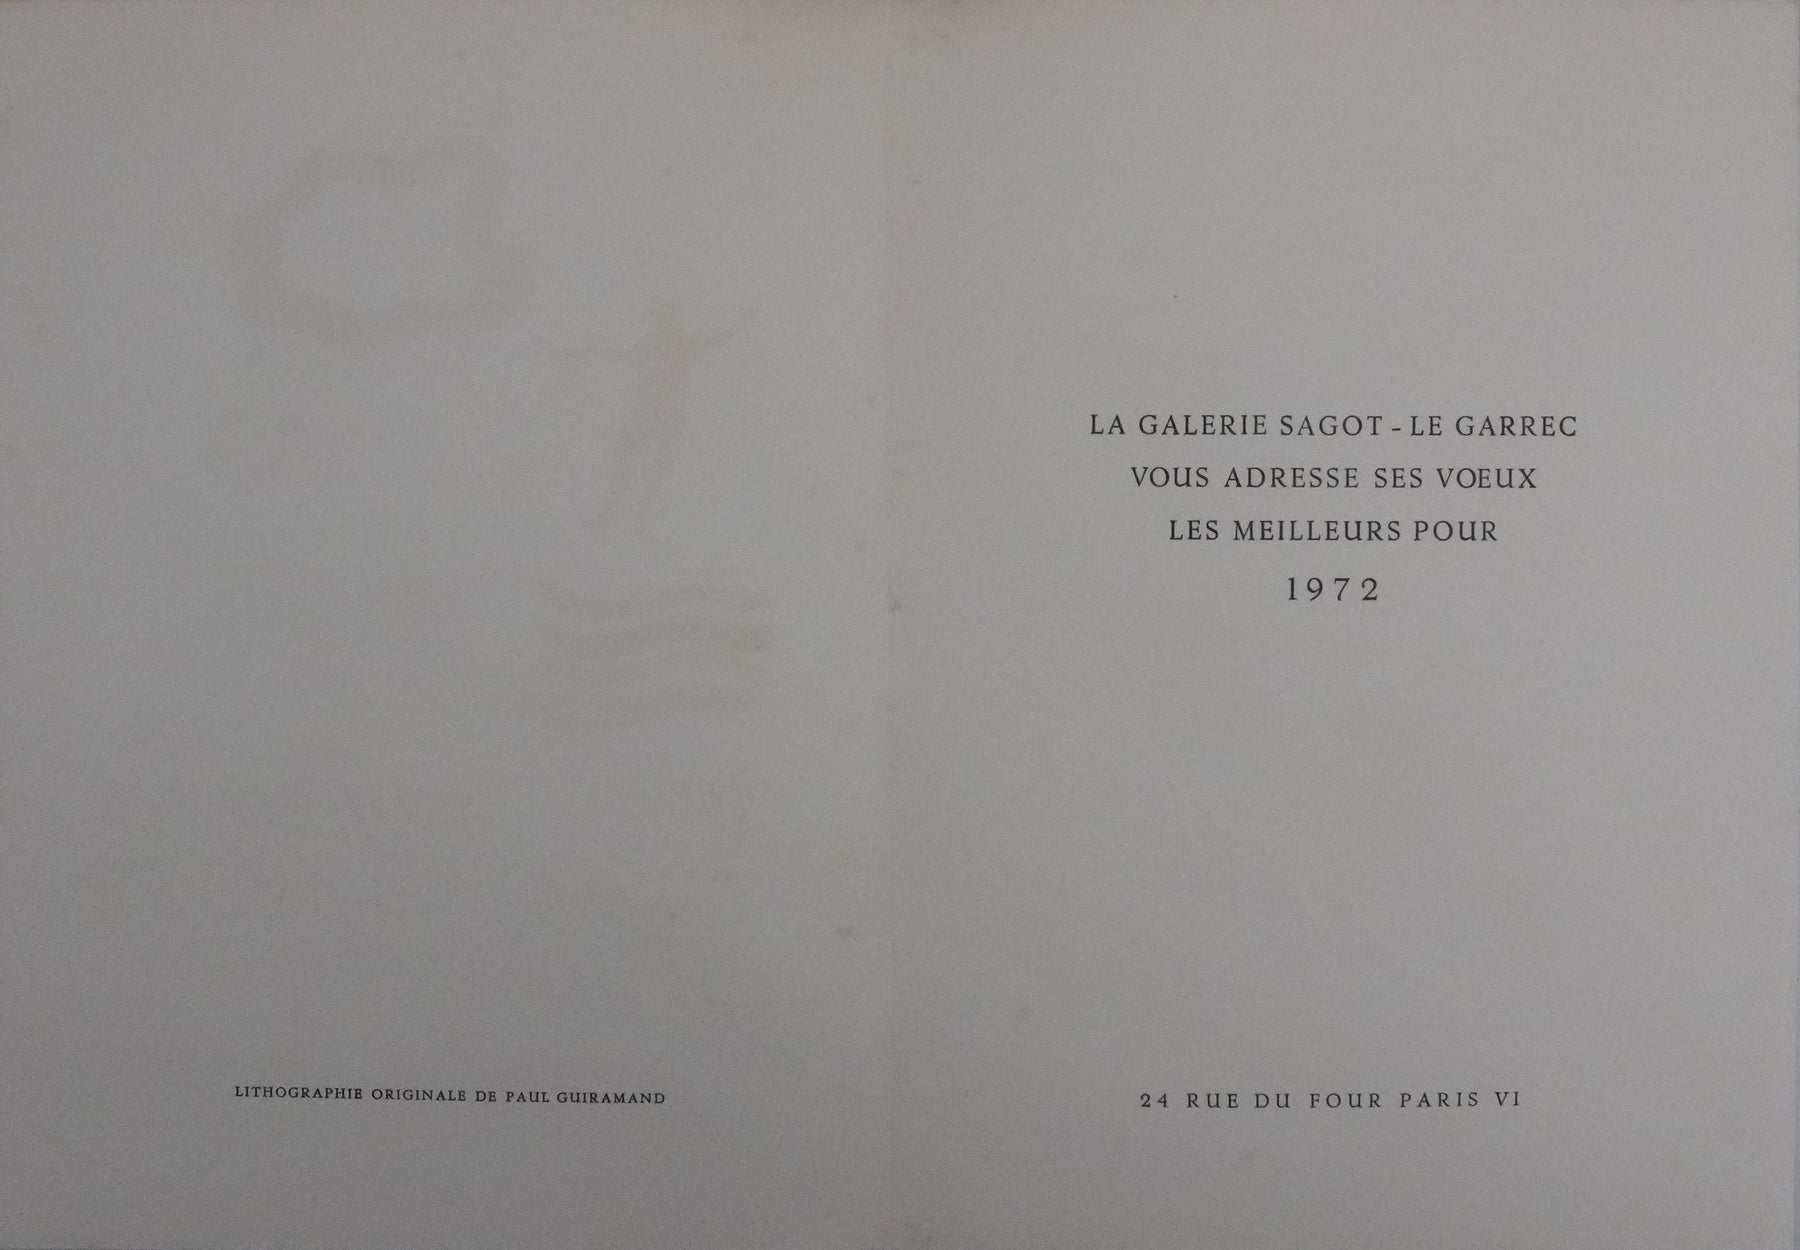 LITHOGRAPHIE ORIGINALE DE PAUL GUIRAMAND
LA GALERIE SAGOT - LE GARREC
VOUS ADRESSE SES VOEUX
LES MEILLEURS POUR
1972
24 RUE DU FOUR PARIS VI